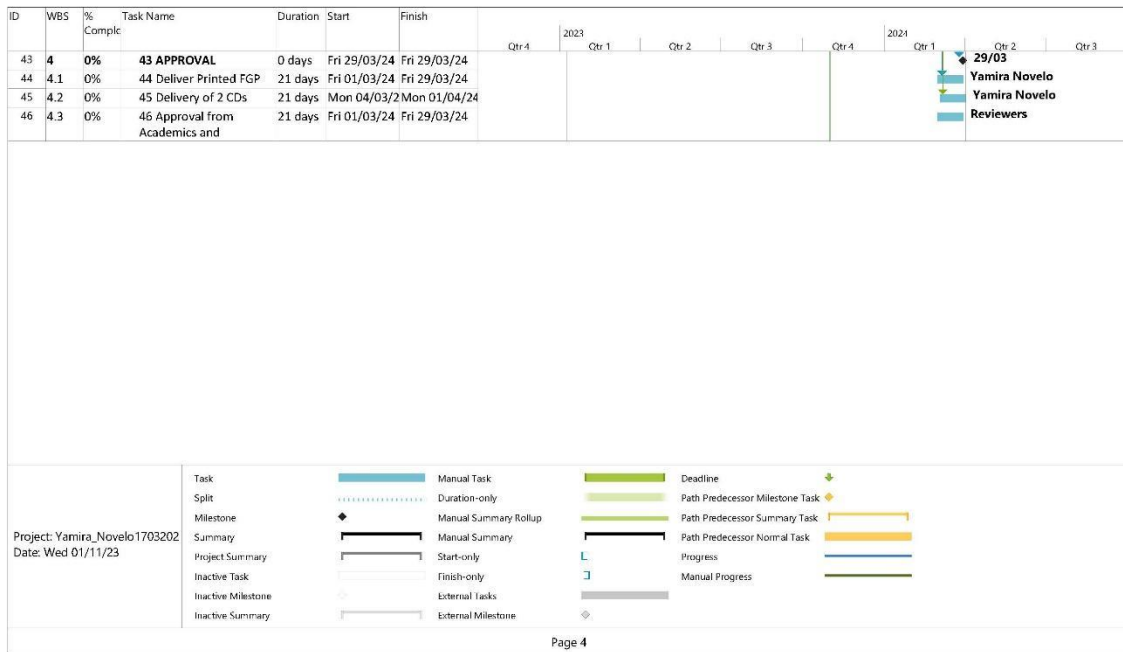 ID WBS % Complc Task Name Duration Start Finish
2023 2024
Qtr 4 Qtr 1 Qtr 2 Qtr 3 Qtr 4 Qtr 1 Qtr 2 Qtr 3
43 4 0% 43 APPROVAL 0 days Fri 29/03/24 Fri 29/03/24 29/03
44 4.1 0% 44 Deliver Printed FGP 21 days Fri 01/03/24 Fri 29/03/24 Yamira Novelo
45 4.2 0% 45 Delivery of 2 CDs 21 days Mon 04/03/2 Mon 01/04/24 Yamira Novelo
46 4.3 0% 46 Approval from 21 days Fri 01/03/24 Fri 29/03/24 Reviewers
Academics and
Project: Yamira_Novelo1703202
Date: Wed 01/11/23
Task Manual Task Deadline
Split Duration-only Path Predecessor Milestone Task
Milestone Manual Summary Rollup Path Predecessor Summary Task
Summary Manual Summary Path Predecessor Normal Task
Project Summary Start-only Progress
Inactive Task Finish-only Manual Progress
Inactive Milestone External Tasks
Inactive Summary External Milestone
Page 4